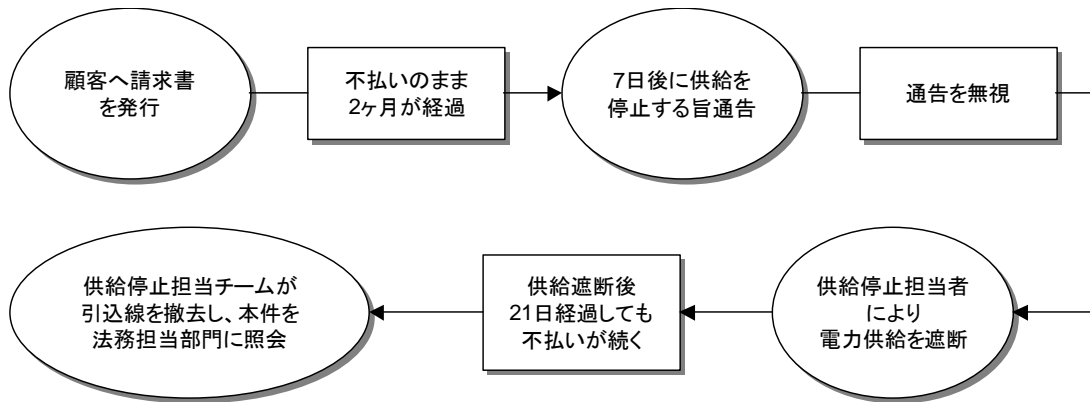 顧客へ請求書
を発行
不払いのまま
2ヶ月が経過
7日後に供給を
停止する旨通告
通告を無視
供給停止担当チームが
引込線を撤去し、本件を
法務担当部門に照会
供給遮断後
21日経過しても
不払いが続く
供給停止担当者
により
電力供給を遮断